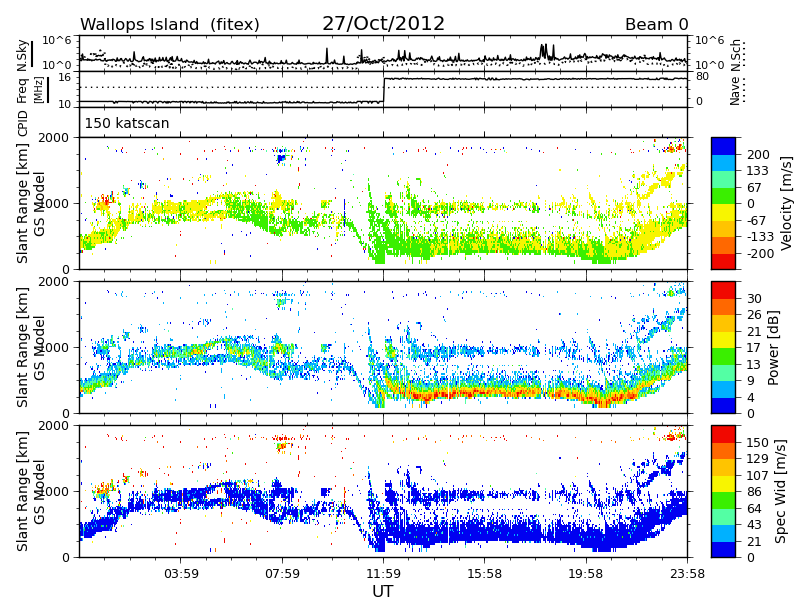 Wallops Island (fitex) 27/Oct/2012 Beam 0
N.Sky 10^6 10^0 10^6 10^0 N.Sch
Freq [MHz] 16 10 80 0 Nave
CPID 150 katscan
Slant Range [km] GS Model 2000 1000 0
200 133 67 0 -67 -133 -200 Velocity [m/s]
Slant Range [km] GS Model 2000 1000 0
30 26 21 17 13 9 4 0 Power [dB]
Slant Range [km] GS Model 2000 1000 0
150 129 107 86 64 43 21 0 Spec Wid [m/s]
03:59 07:59 11:59 15:58 19:58 23:58
UT